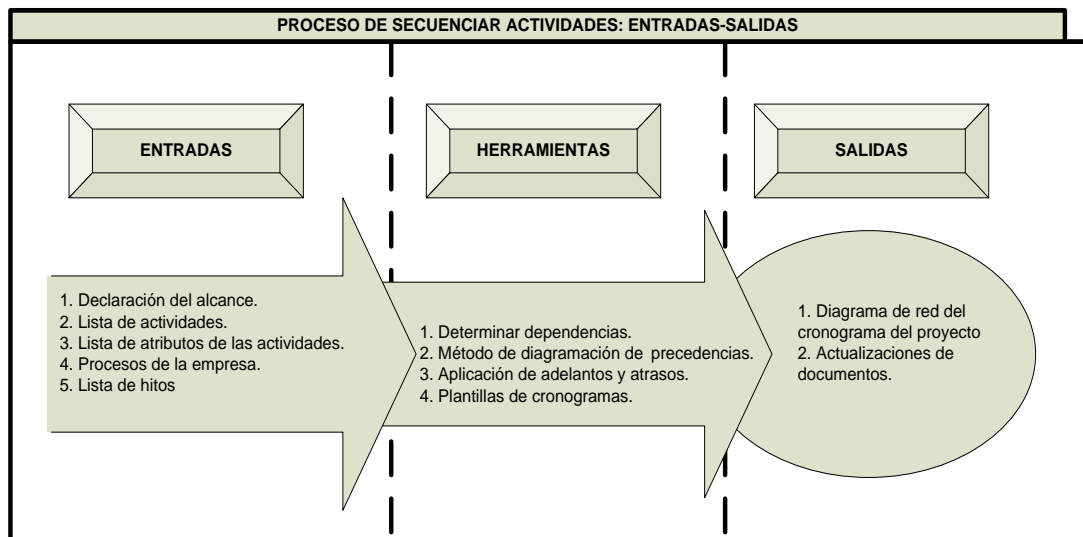 PROCESO DE SECUENCIAR ACTIVIDADES: ENTRADAS-SALIDAS
ENTRADAS
HERRAMIENTAS
SALIDAS
1. Declaración del alcance.
2. Lista de actividades.
3. Lista de atributos de las actividades.
4. Procesos de la empresa.
5. Lista de hitos
1. Determinar dependencias.
2. Método de diagramación de precedencias.
3. Aplicación de adelantos y atrasos.
4. Plantillas de cronogramas.
1. Diagrama de red del
cronograma del proyecto
2. Actualizaciones de
documentos.